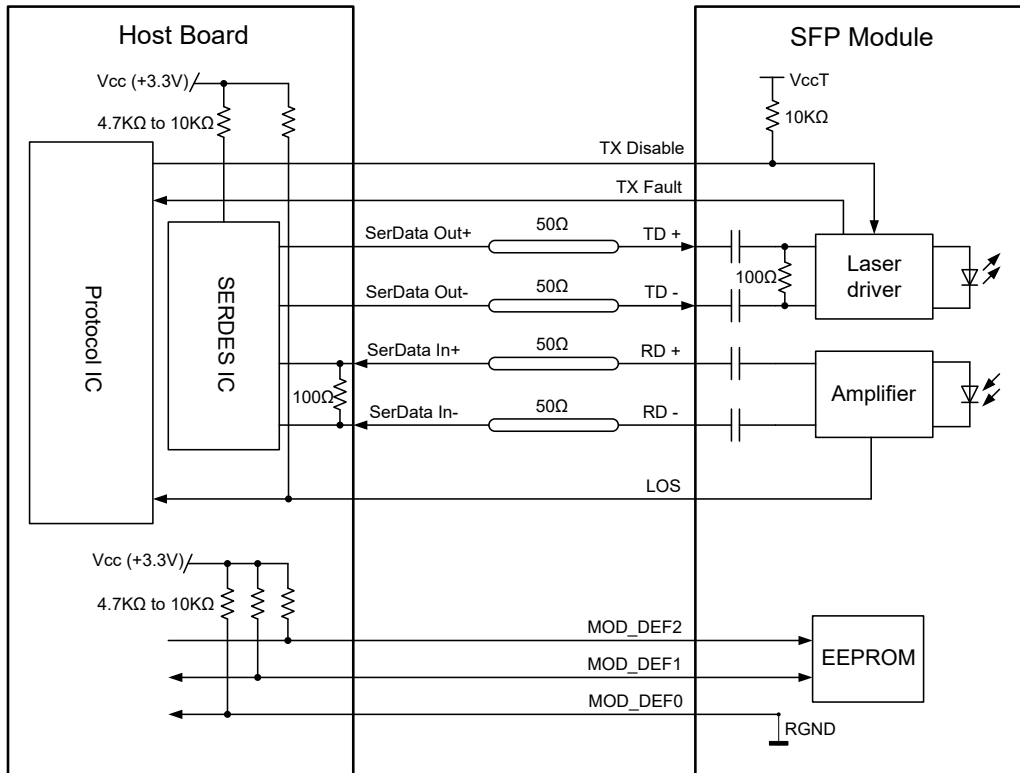 Host Board
SFP Module
Vcc (+3.3V)
4.7KΩ to 10KΩ
VccT
10KΩ
TX Disable
TX Fault
Protocol IC
SERDES IC
SerData Out+
50Ω
TD +
SerData Out-
50Ω
TD -
100Ω
Laser
driver
SerData In+
50Ω
RD +
100Ω
SerData In-
50Ω
RD -
Amplifier
LOS
Vcc (+3.3V)
4.7KΩ to 10KΩ
MOD_DEF2
MOD_DEF1
MOD_DEF0
EEPROM
RGND